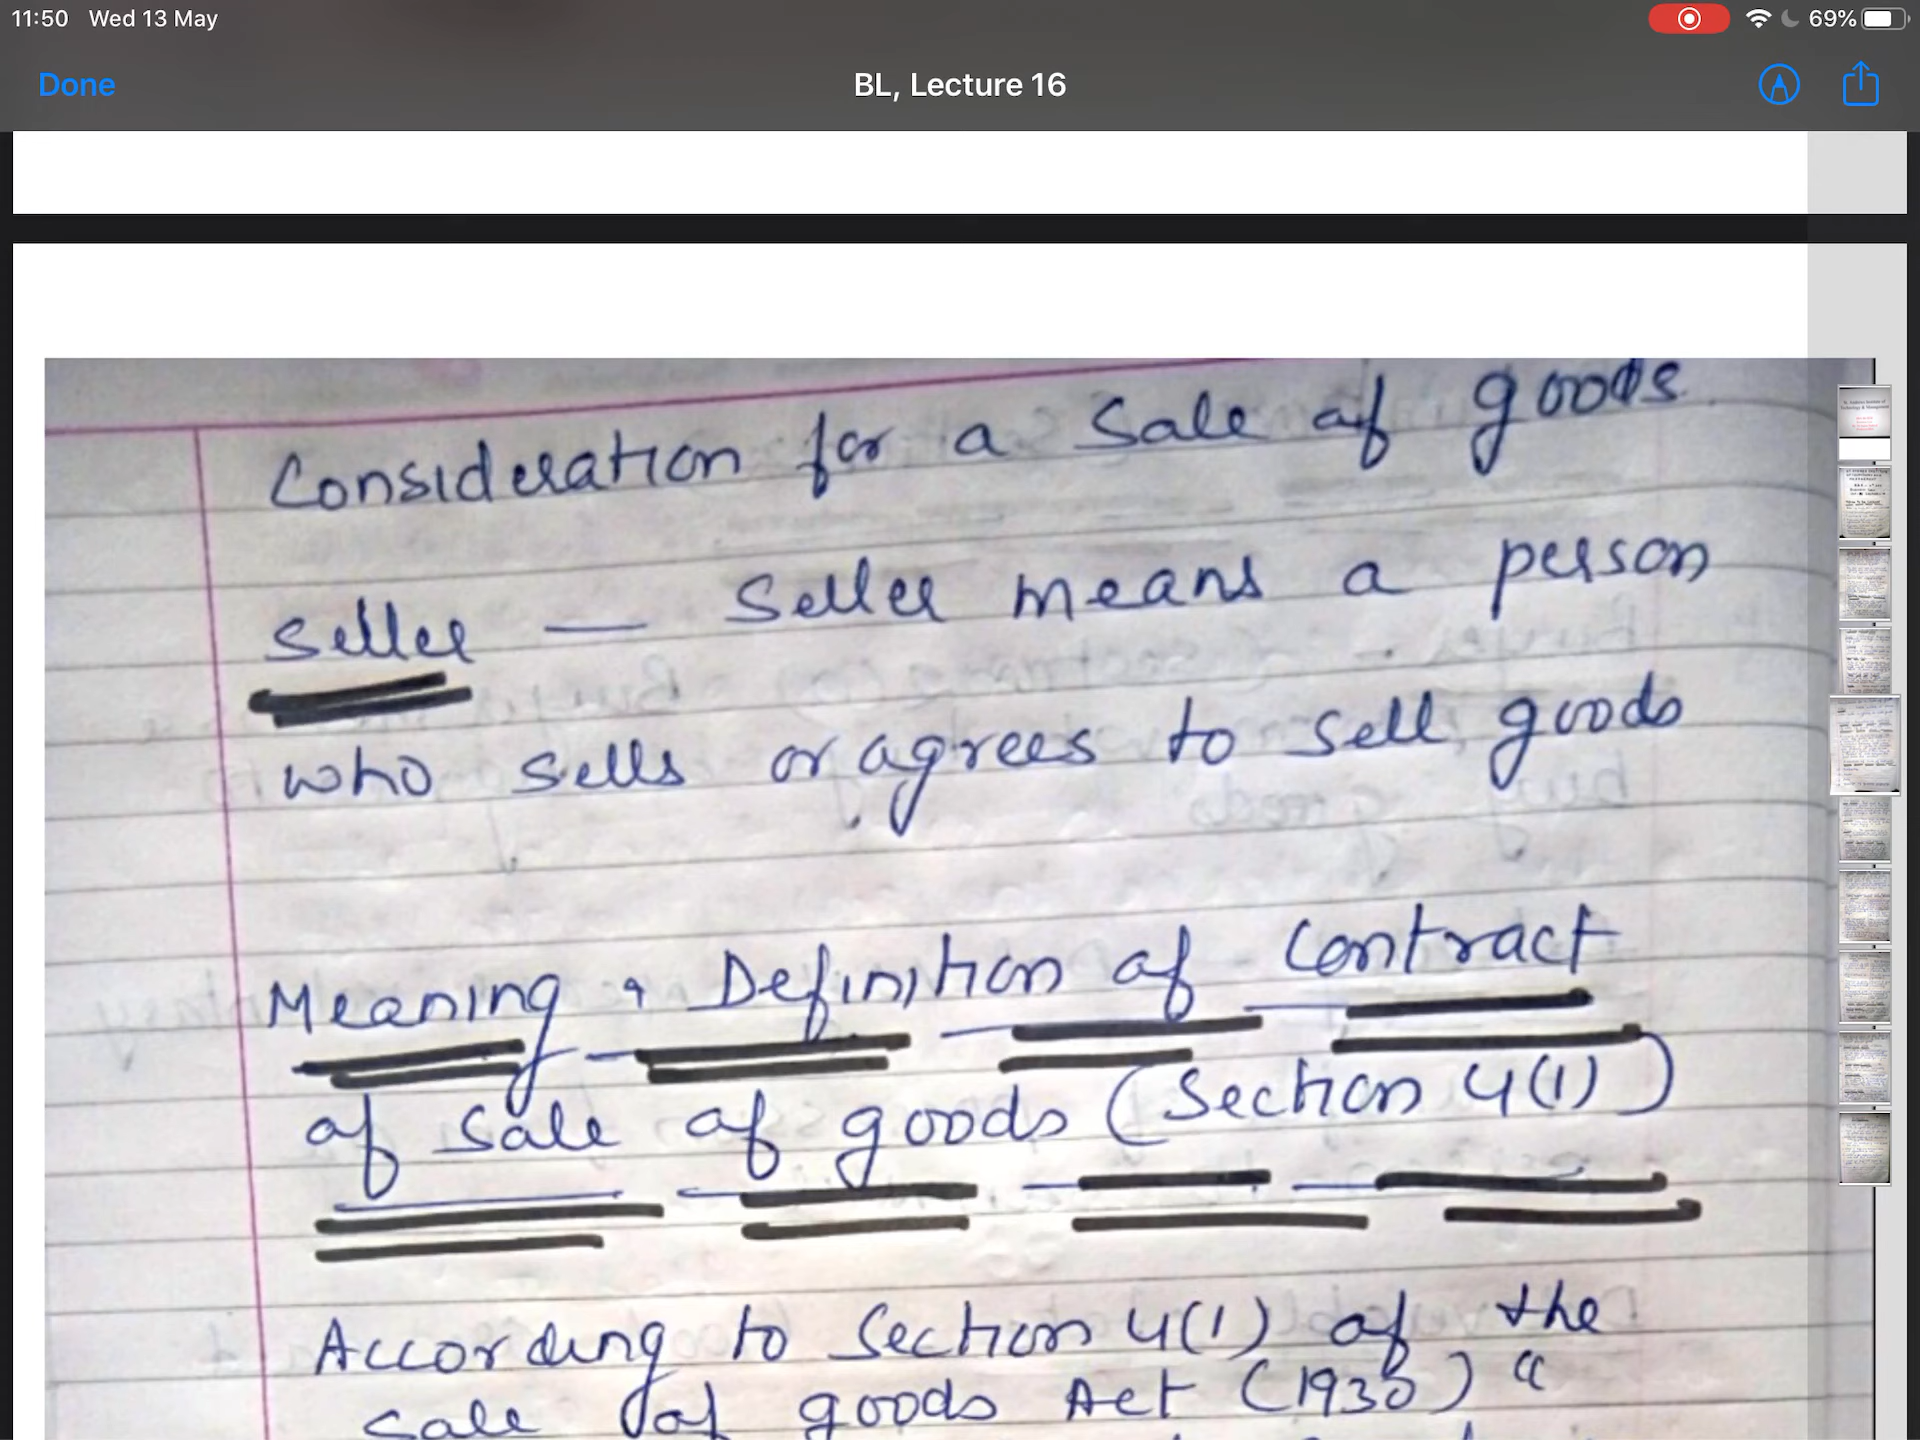 11:50 Wed 13 May
69%
Done
BL, Lecture 16
Consideration for a Sale of goods
Seller — Seller means a person
who sells or agrees to sell goods
Meaning & Definition of Contract
of Sale of goods (Section 4(1))
According to Section 4(1) of the
Sale of goods Act (1930) "